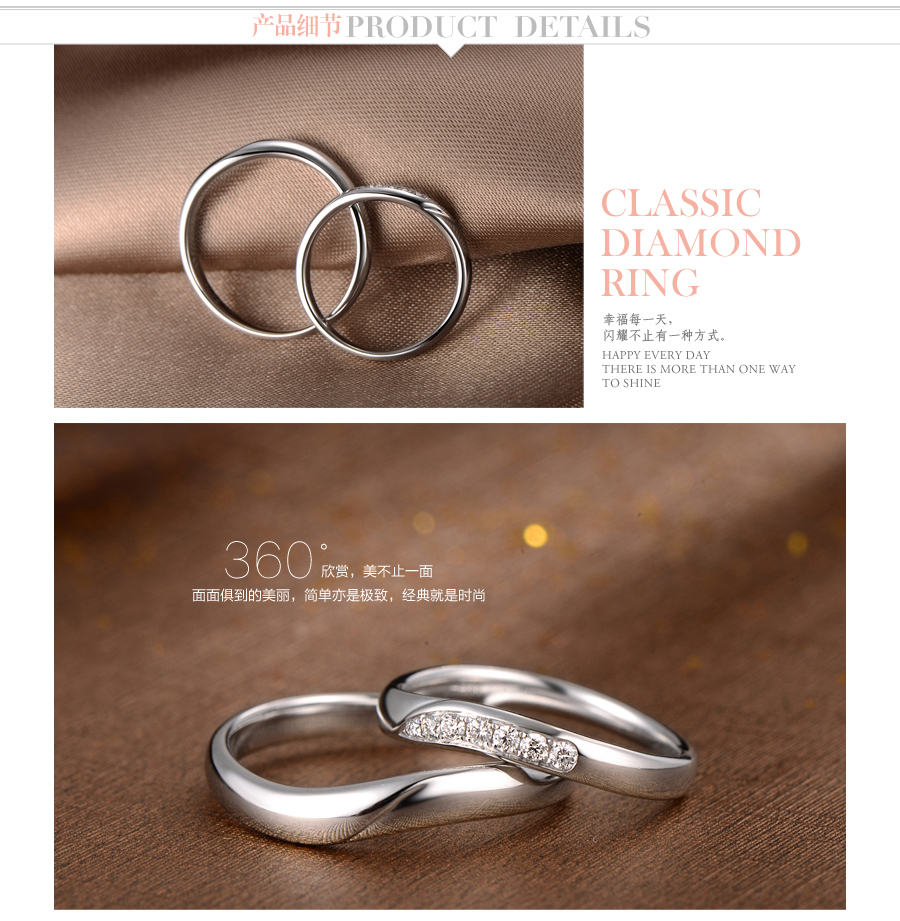 产品细节PRODUCT DETAILS
CLASSIC
DIAMOND
RING
幸福每一天，
闪耀不止有一种方式。
HAPPY EVERY DAY
THERE IS MORE THAN ONE WAY
TO SHINE
360°欣赏，美不止一面
面面俱到的美丽，简单亦是极致，经典就是时尚